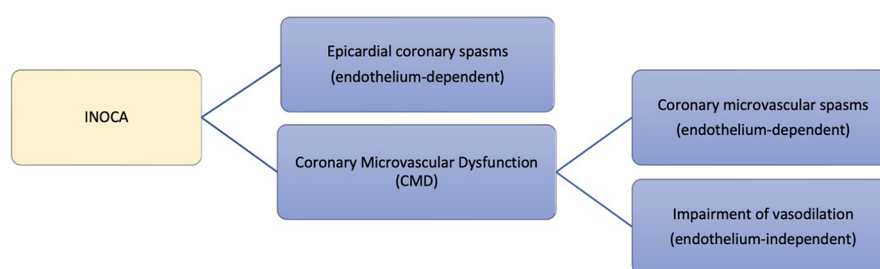 INOCA
Epicardial coronary spasms
(endothelium-dependent)
Coronary Microvascular Dysfunction
(CMD)
Coronary microvascular spasms
(endothelium-dependent)
Impairment of vasodilation
(endothelium-independent)